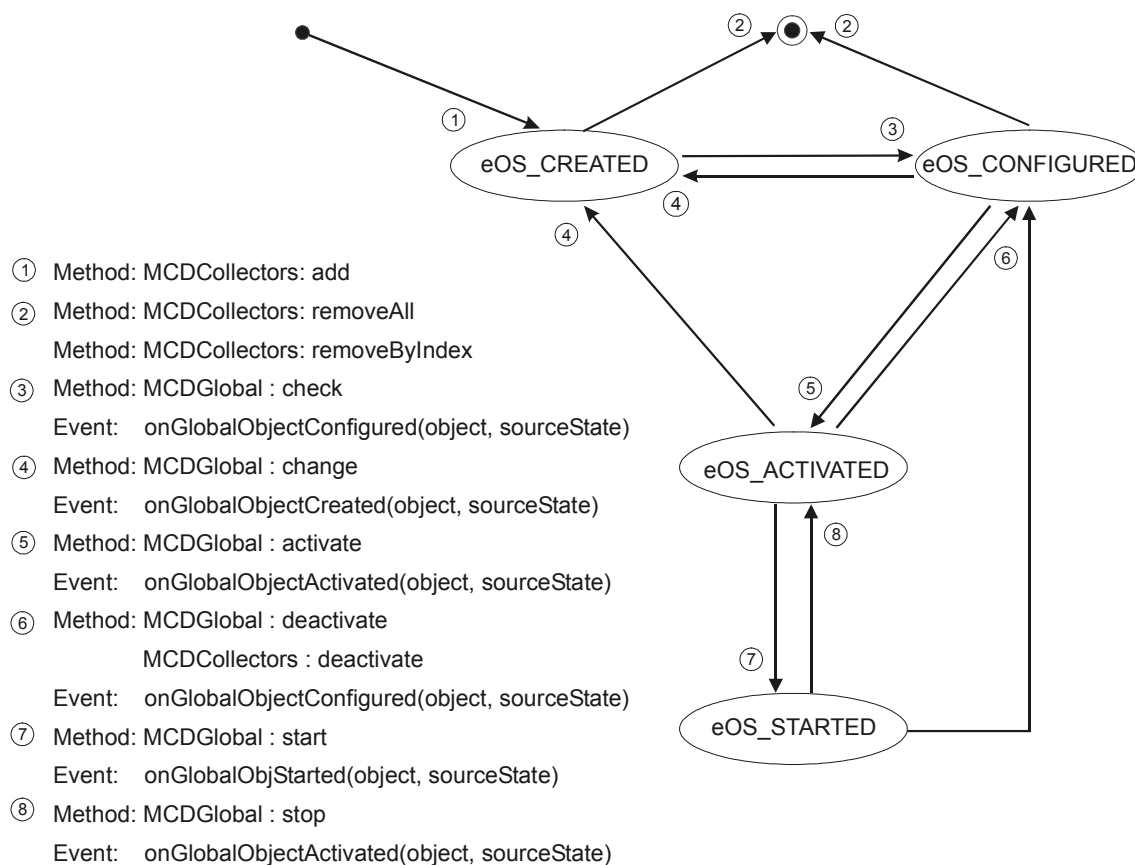 ② ②
①
③
eOS_CREATED
eOS_CONFIGURED
④
④
⑥
① Method: MCDCollectors: add
② Method: MCDCollectors: removeAll
Method: MCDCollectors: removeByIndex
③ Method: MCDGlobal : check
⑤
Event: onGlobalObjectConfigured(object, sourceState)
④ Method: MCDGlobal : change
eOS_ACTIVATED
Event: onGlobalObjectCreated(object, sourceState)
⑤ Method: MCDGlobal : activate
⑧
Event: onGlobalObjectActivated(object, sourceState)
⑥ Method: MCDGlobal : deactivate
MCDCollectors : deactivate
⑦
Event: onGlobalObjectConfigured(object, sourceState)
eOS_STARTED
⑦ Method: MCDGlobal : start
Event: onGlobalObjStarted(object, sourceState)
⑧ Method: MCDGlobal : stop
Event: onGlobalObjectActivated(object, sourceState)